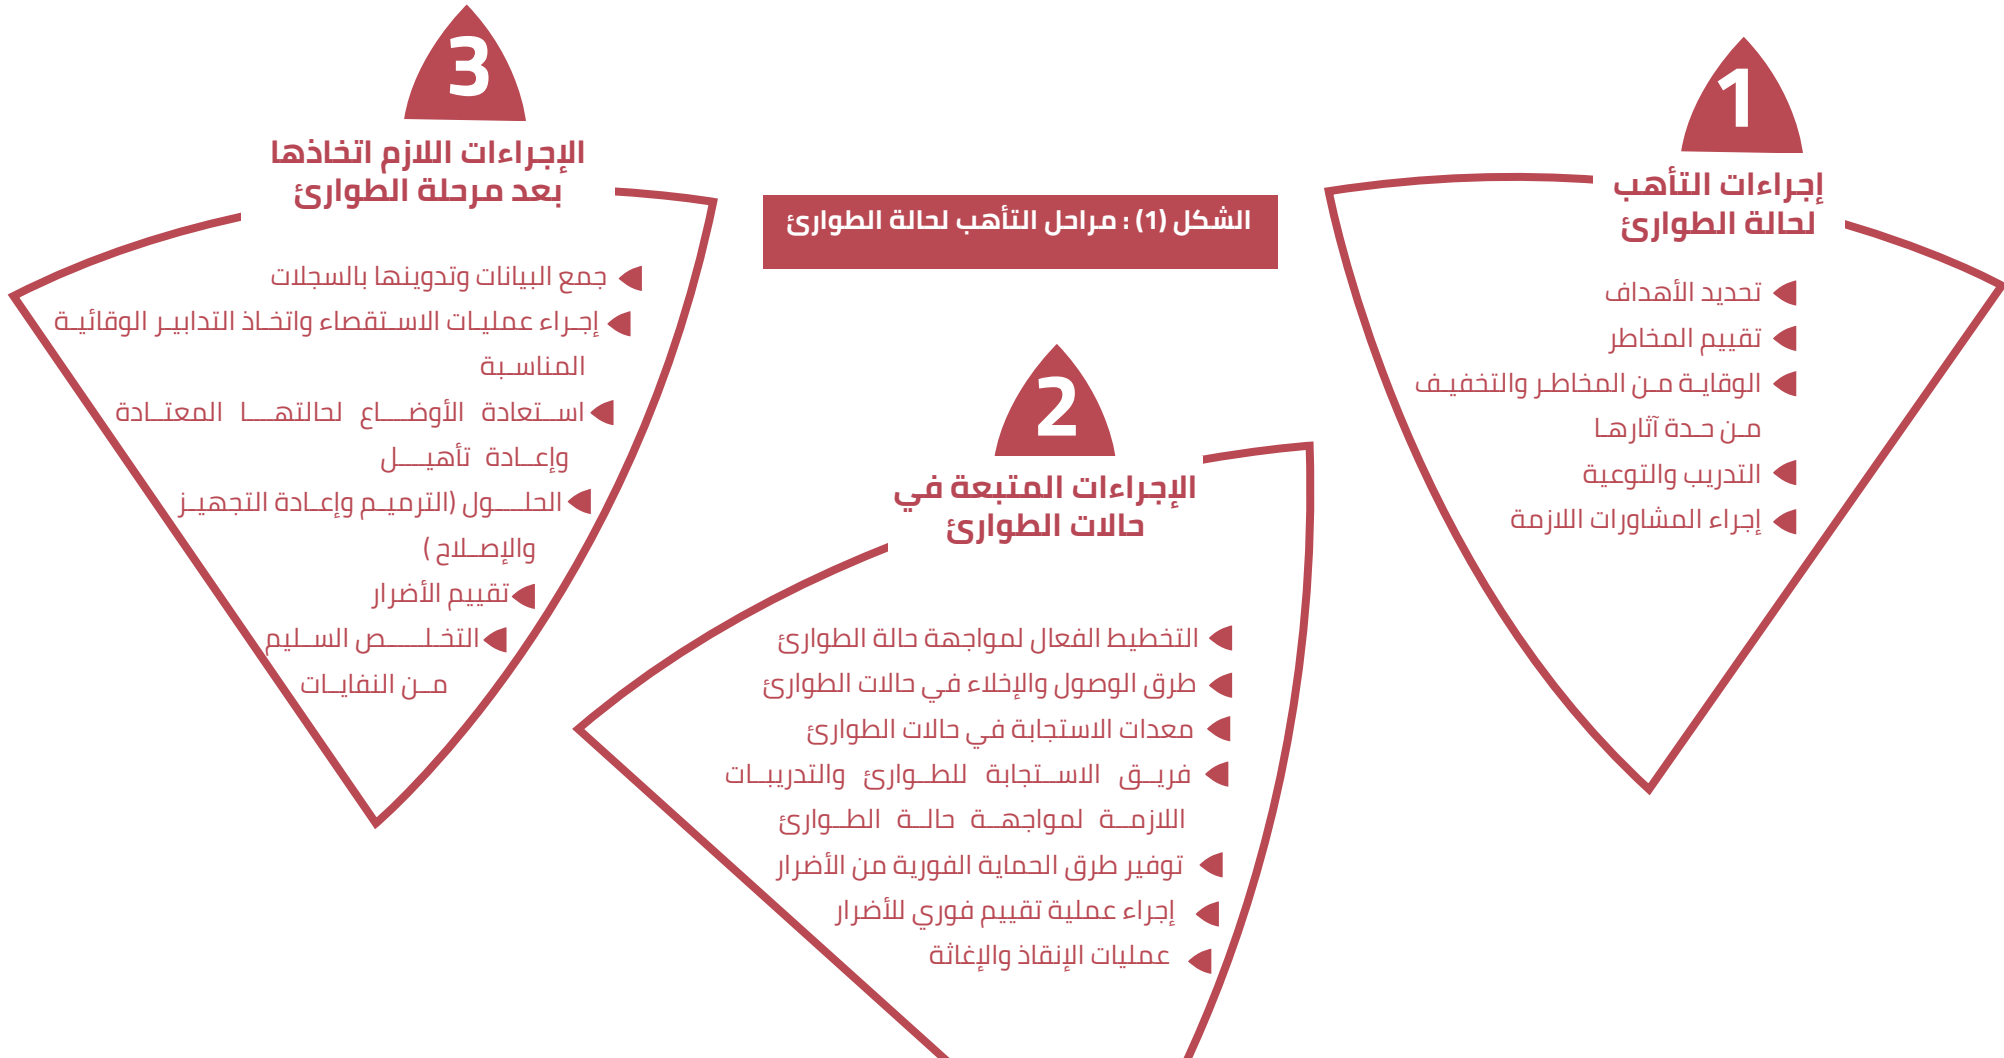 الشكل (1) : مراحل التأهب لحالة الطوارئ
1
إجراءات التأهب
لحالة الطوارئ
تحديد الأهداف
تقييم المخاطر
الوقاية من المخاطر والتخفيف
من حدة آثارها
التدريب والتوعية
إجراء المشاورات اللازمة
2
الإجراءات المتبعة في
حالات الطوارئ
التخطيط الفعال لمواجهة حالة الطوارئ
طرق الوصول والإخلاء في حالات الطوارئ
معدات الاستجابة في حالات الطوارئ
فريق الاستجابة للطوارئ والتدريبات
اللازمة لمواجهة حالة الطوارئ
توفير طرق الحماية الفورية من الأضرار
إجراء عملية تقييم فوري للأضرار
عمليات الإنقاذ والإغاثة
3
الإجراءات اللازم اتخاذها
بعد مرحلة الطوارئ
جمع البيانات وتدوينها بالسجلات
إجراء عمليات الاستقصاء واتخاذ التدابير الوقائية
المناسبة
استعادة الأوضاع لحالتها المعتادة
وإعادة تأهيل
الحلول (الترميم وإعادة التجهيز
والإصلاح )
تقييم الأضرار
التخلص السليم
من النفايات